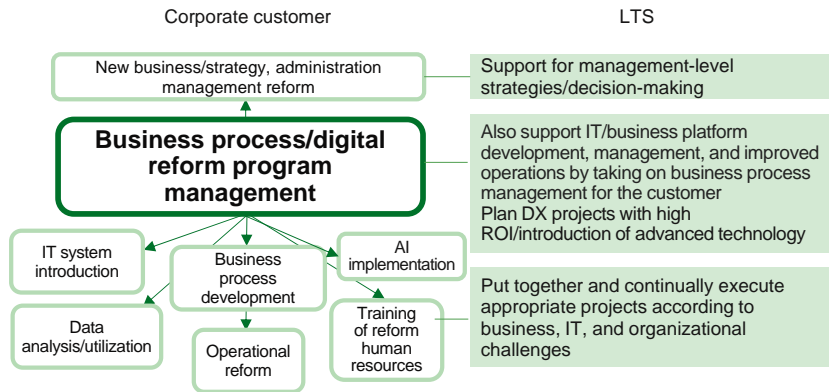 Corporate customer
LTS
New business/strategy, administration
management reform
Support for management-level
strategies/decision-making
Business process/digital
reform program
management
Also support IT/business platform
development, management, and improved
operations by taking on business process
management for the customer
Plan DX projects with high
ROI/introduction of advanced technology
IT system
introduction
Business
process
development
AI
implementation
Data
analysis/utilization
Operational
reform
Training
of reform
human
resources
Put together and continually execute
appropriate projects according to
business, IT, and organizational
challenges